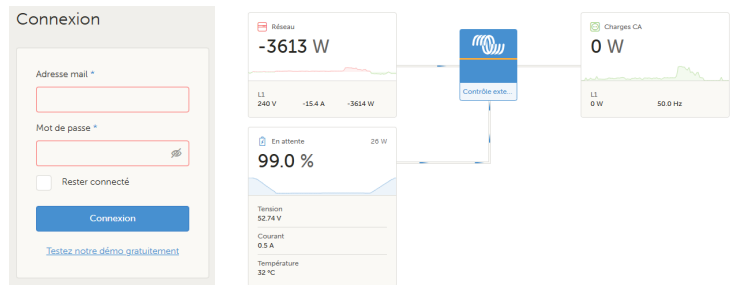 Connexion
Adresse mail *
Mot de passe *
Rester connecté
Connexion
Testez notre démo gratuitement
Réseau
-3613 W
L1
240 V -15.4 A -3614 W
En attente 26 W
99.0 %
Tension
52.74 V
Courant
0.5 A
Température
32 °C
Contrôle exte...
Charges CA
0 W
L1
0 W 50.0 Hz